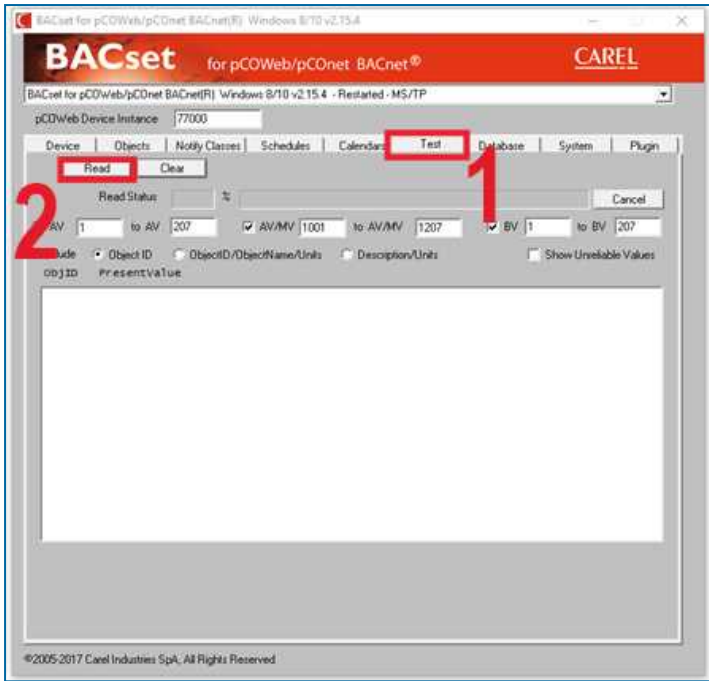 BACset for pCOWeb/pCOnet BACnet(R) Windows 8/10 v2.15.4
BACset for pCOWeb/pCOnet BACnet®
CAREL
BACset for pCOWeb/pCOnet BACnet(R) Windows 8/10 v2.15.4 - Restarted - MS/TP
pCOWeb Device Instance 77000
Device Objects Notify Classes Schedules Calendars Test Database System Plugin
1
Read Clear
2
Read Status % Cancel
AV 1 to AV 207 AV/MV 1001 to AV/MV 1207 BV 1 to BV 207
Object ID ObjectID/ObjectName/Units Description/Units Show Unreliable Values
ObjID PresentValue
©2005-2017 Carel Industries SpA, All Rights Reserved